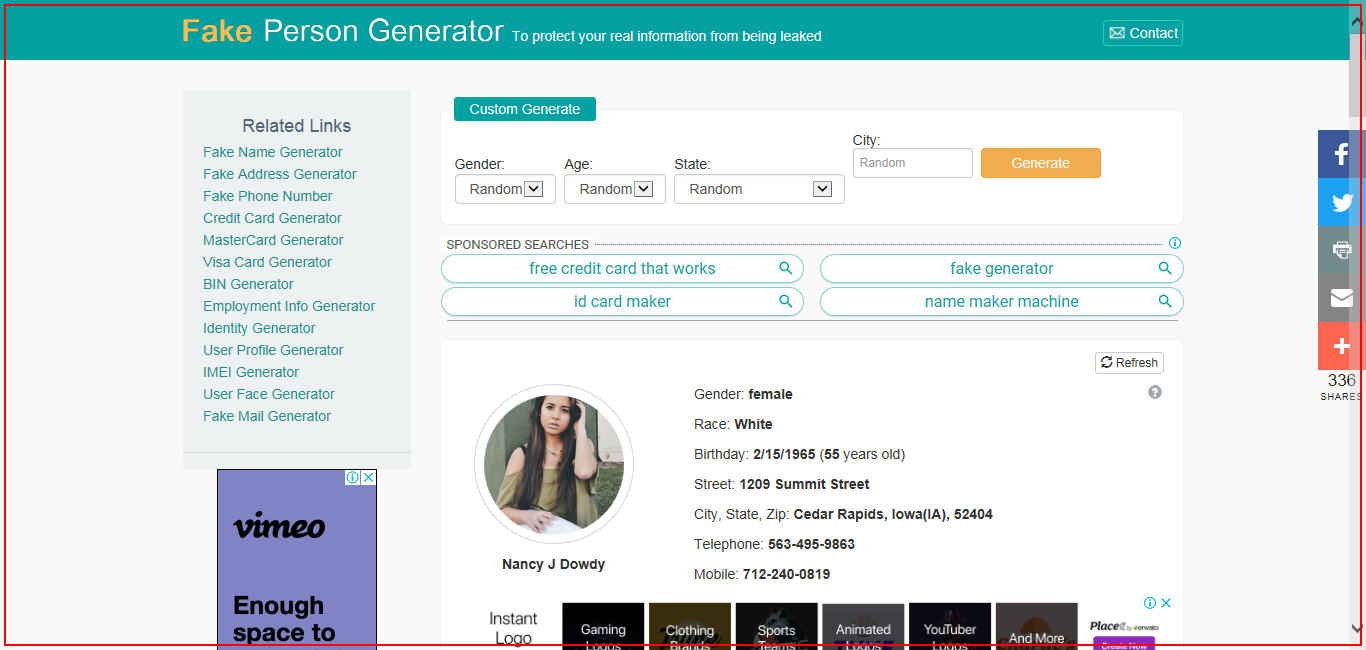 Fake Person Generator To protect your real information from being leaked
Contact
Related Links
Fake Name Generator
Fake Address Generator
Fake Phone Number
Credit Card Generator
MasterCard Generator
Visa Card Generator
BIN Generator
Employment Info Generator
Identity Generator
User Profile Generator
IMEI Generator
User Face Generator
Fake Mail Generator
vimeo
Enough
space to
Custom Generate
Gender:
Random
Age:
Random
State:
Random
City:
Random
Generate
SPONSORED SEARCHES
free credit card that works
fake generator
id card maker
name maker machine
Refresh
Nancy J Dowdy
Gender: female
Race: White
Birthday: 2/15/1965 (55 years old)
Street: 1209 Summit Street
City, State, Zip: Cedar Rapids, Iowa(IA), 52404
Telephone: 563-495-9863
Mobile: 712-240-0819
Instant
Logo
Gaming
Logos
Clothing
Brands
Sports
Teams
Animated
Logos
YouTuber
Logos
And More
Placeit by envato
Create Now
336
SHARES